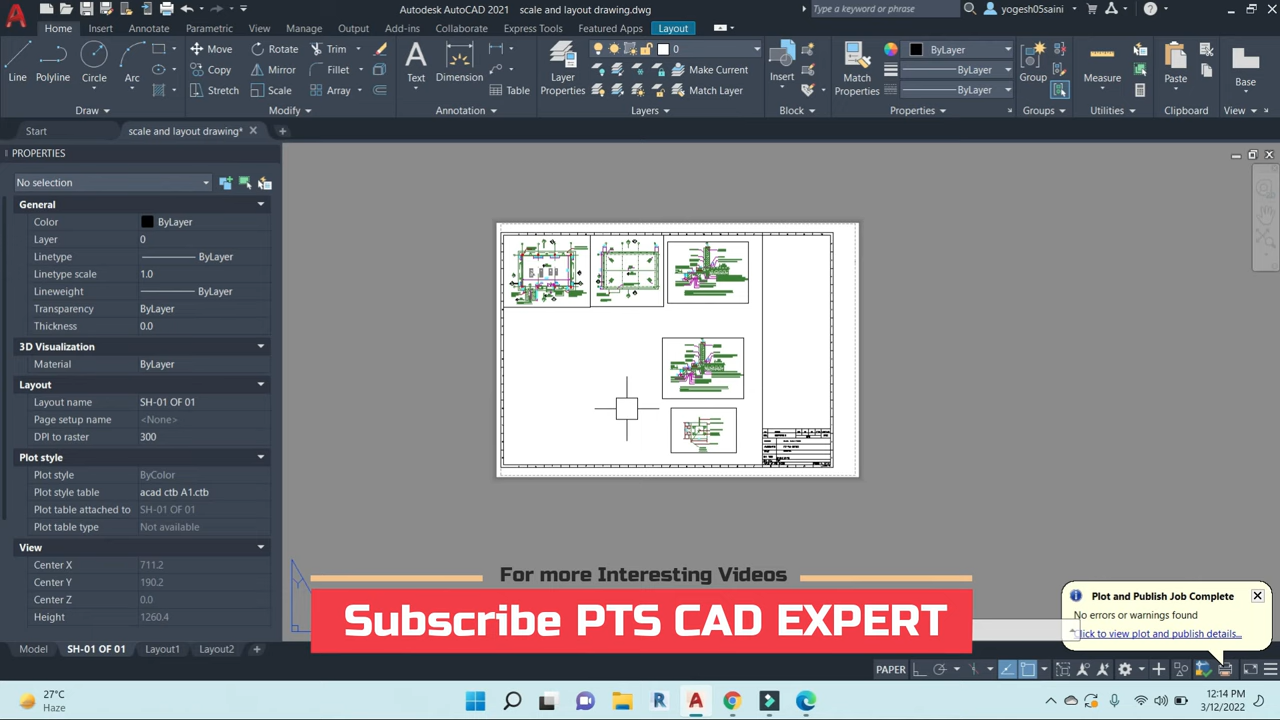 Autodesk AutoCAD 2021 scale and layout drawing.dwg
Type a keyword or phrase
yogesh05saini
Home Insert Annotate Parametric View Manage Output Add-ins Collaborate Express Tools Featured Apps Layout
Line Polyline Circle Arc
Move Rotate Trim
Copy Mirror Fillet
Stretch Scale Array
Text Dimension
Table
Layer Properties
0
Make Current
Match Layer
Insert
Match Properties
ByLayer
ByLayer
ByLayer
Group
Measure
Paste
Base
Draw Modify Annotation Layers Block Properties Groups Utilities Clipboard View
Start scale and layout drawing*
PROPERTIES
No selection
General
Color ByLayer
Layer 0
Linetype ByLayer
Linetype scale 1.0
Lineweight ByLayer
Transparency ByLayer
Thickness 0.0
3D Visualization
Material ByLayer
Layout
Layout name SH-01 OF 01
Page setup name <None>
DPI to raster 300
Plot style
Plot style ByColor
Plot style table acad ctb A1.ctb
Plot table attached to SH-01 OF 01
Plot table type Not available
View
Center X 711.2
Center Y 190.2
Center Z 0.0
Height 1260.4
For more Interesting Videos
Subscribe PTS CAD EXPERT
Plot and Publish Job Complete
No errors or warnings found
Click to view plot and publish details...
Model SH-01 OF 01 Layout1 Layout2
PAPER
27°C
Haze
12:14 PM
3/12/2022